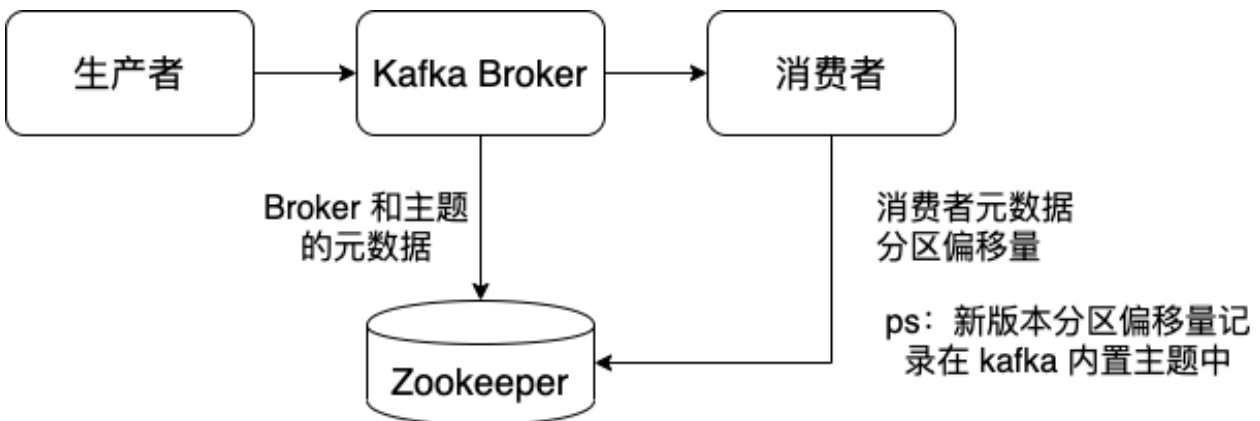 生产者
Kafka Broker
消费者
Broker 和主题
的元数据
消费者元数据
分区偏移量
ps：新版本分区偏移量记
录在 kafka 内置主题中
Zookeeper